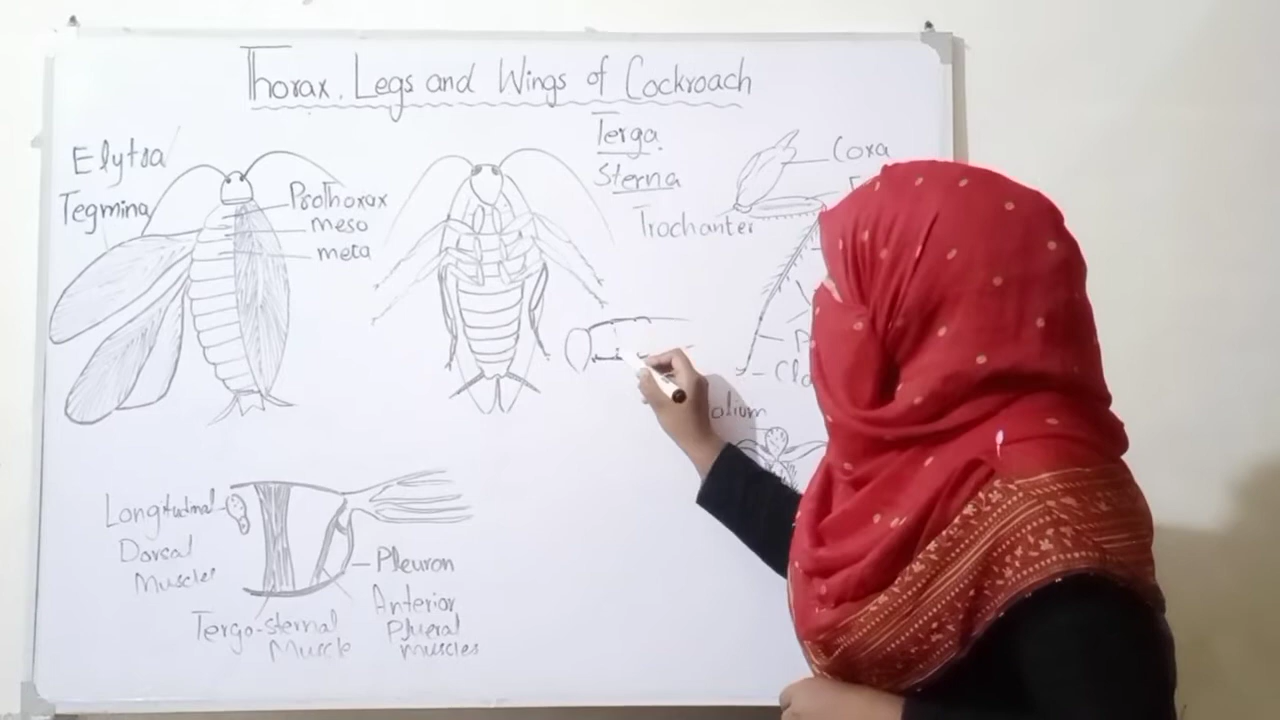 Thorax. Legs and Wings of Cockroach
Elytra
Tegmina
Prothorax
meso
meta
Terga.
Sterna
Coxa
Trochanter
Longitudinal
Dorsal
Muscles
Tergo-sternal
Muscle
Pleuron
Anterior
Plueral
muscles